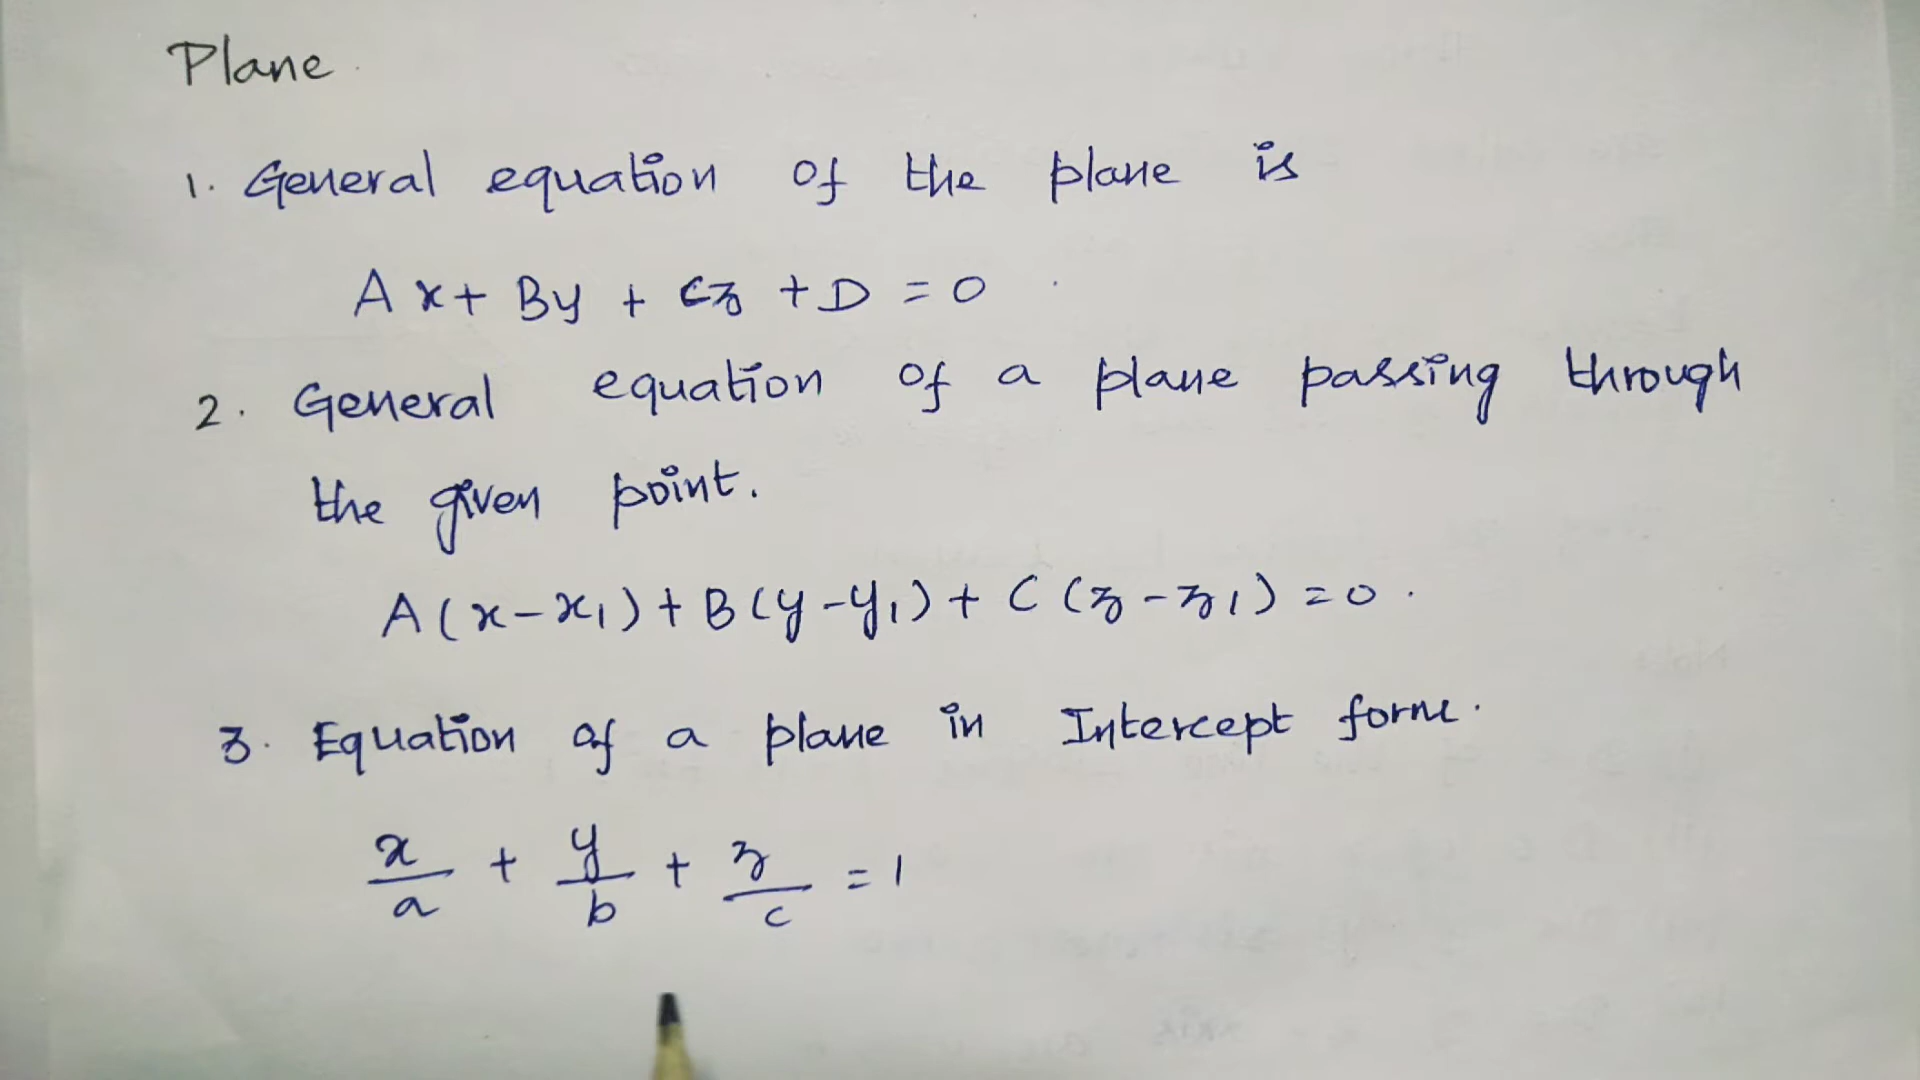 Plane
1. General equation of the plane is
Ax + By + Cz + D = 0
2. General equation of a plane passing through
the given point.
A(x-x₁) + B(y-y₁) + C(z-z₁) = 0.
3. Equation of a plane in Intercept form.
x/a + y/b + z/c = 1